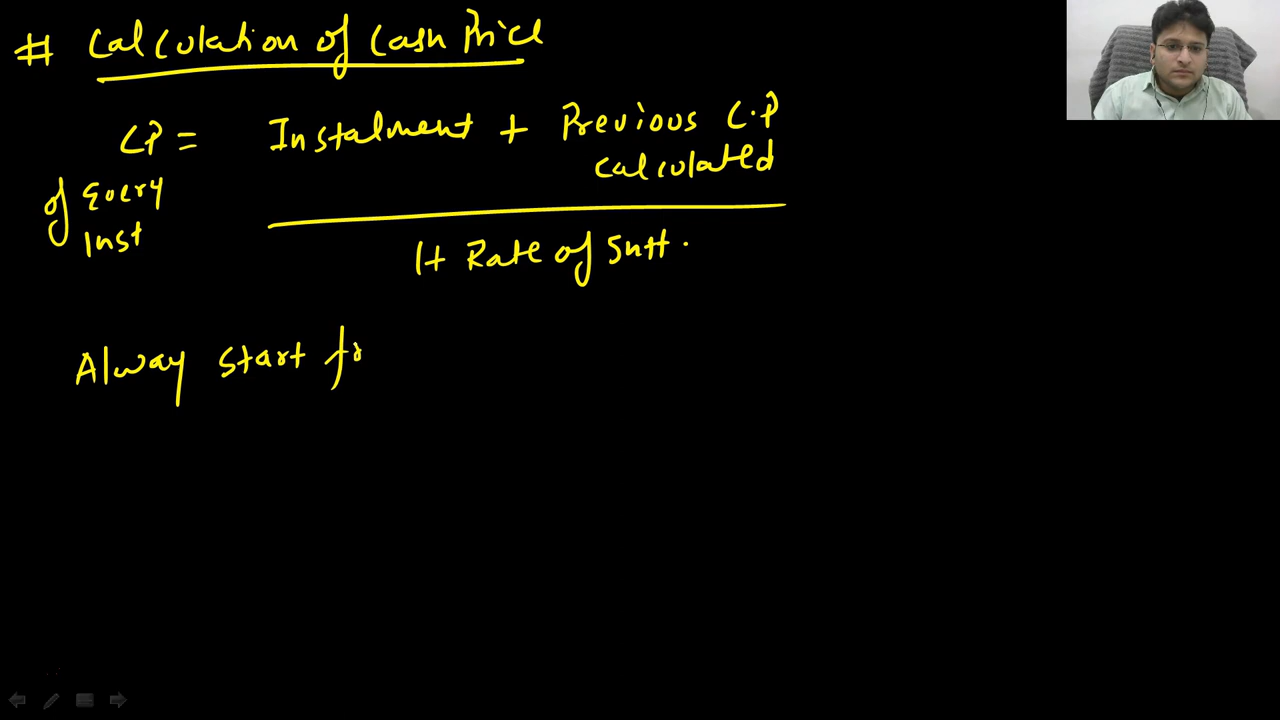 # Calculation of Cash Price
CP = Instalment + Previous C.P
calculated
of every
inst
1+ Rate of Intt.
Alway start fr